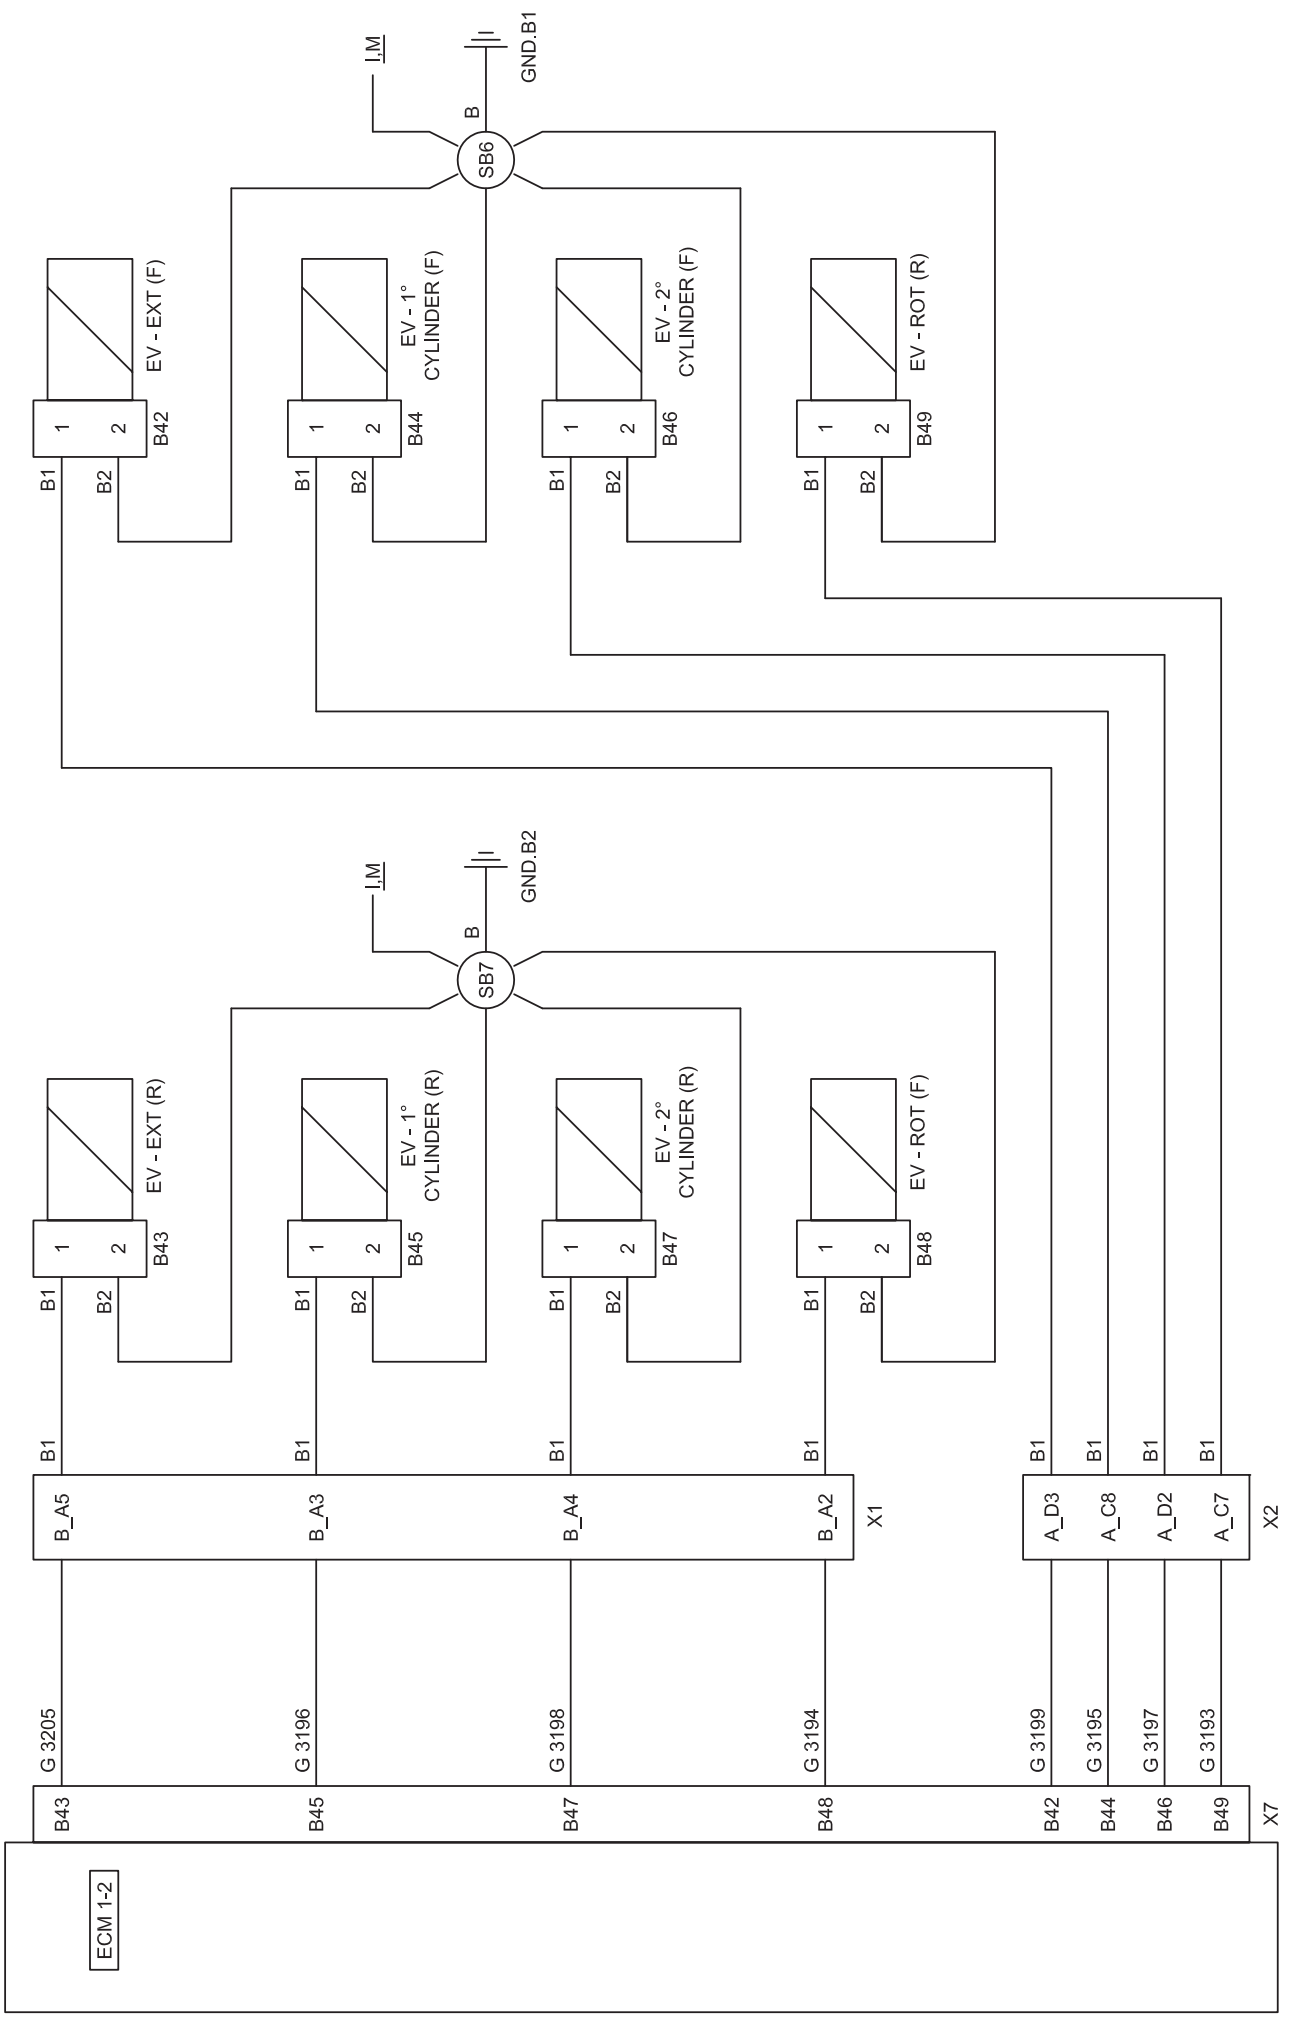 ECM 1-2
B43
B45
B47
B48
B42
B44
B46
B49
X7
G 3205
G 3196
G 3198
G 3194
G 3199
G 3195
G 3197
G 3193
B_A5
B_A3
B_A4
B_A2
X1
A_D3
A_C8
A_D2
A_C7
X2
B1
B1
B1
B1
B1
B1
B1
B1
B1
B2
1
2
B43
EV - EXT (R)
B1
B2
1
2
B45
EV - 1°
CYLINDER (R)
B1
B2
1
2
B47
EV - 2°
CYLINDER (R)
B1
B2
1
2
B48
EV - ROT (F)
SB7
B
I,M
GND.B2
B1
B2
1
2
B42
EV - EXT (F)
B1
B2
1
2
B44
EV - 1°
CYLINDER (F)
B1
B2
1
2
B46
EV - 2°
CYLINDER (F)
B1
B2
1
2
B49
EV - ROT (R)
SB6
B
I,M
GND.B1